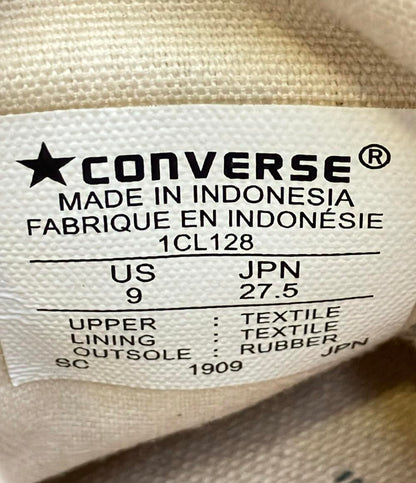 ★CONVERSE®
MADE IN INDONESIA
FABRIQUE EN INDONÉSIE
1CL128
US JPN
9 27.5
UPPER : TEXTILE
LINING : TEXTILE
OUTSOLE : RUBBER
SC 1909 JPN